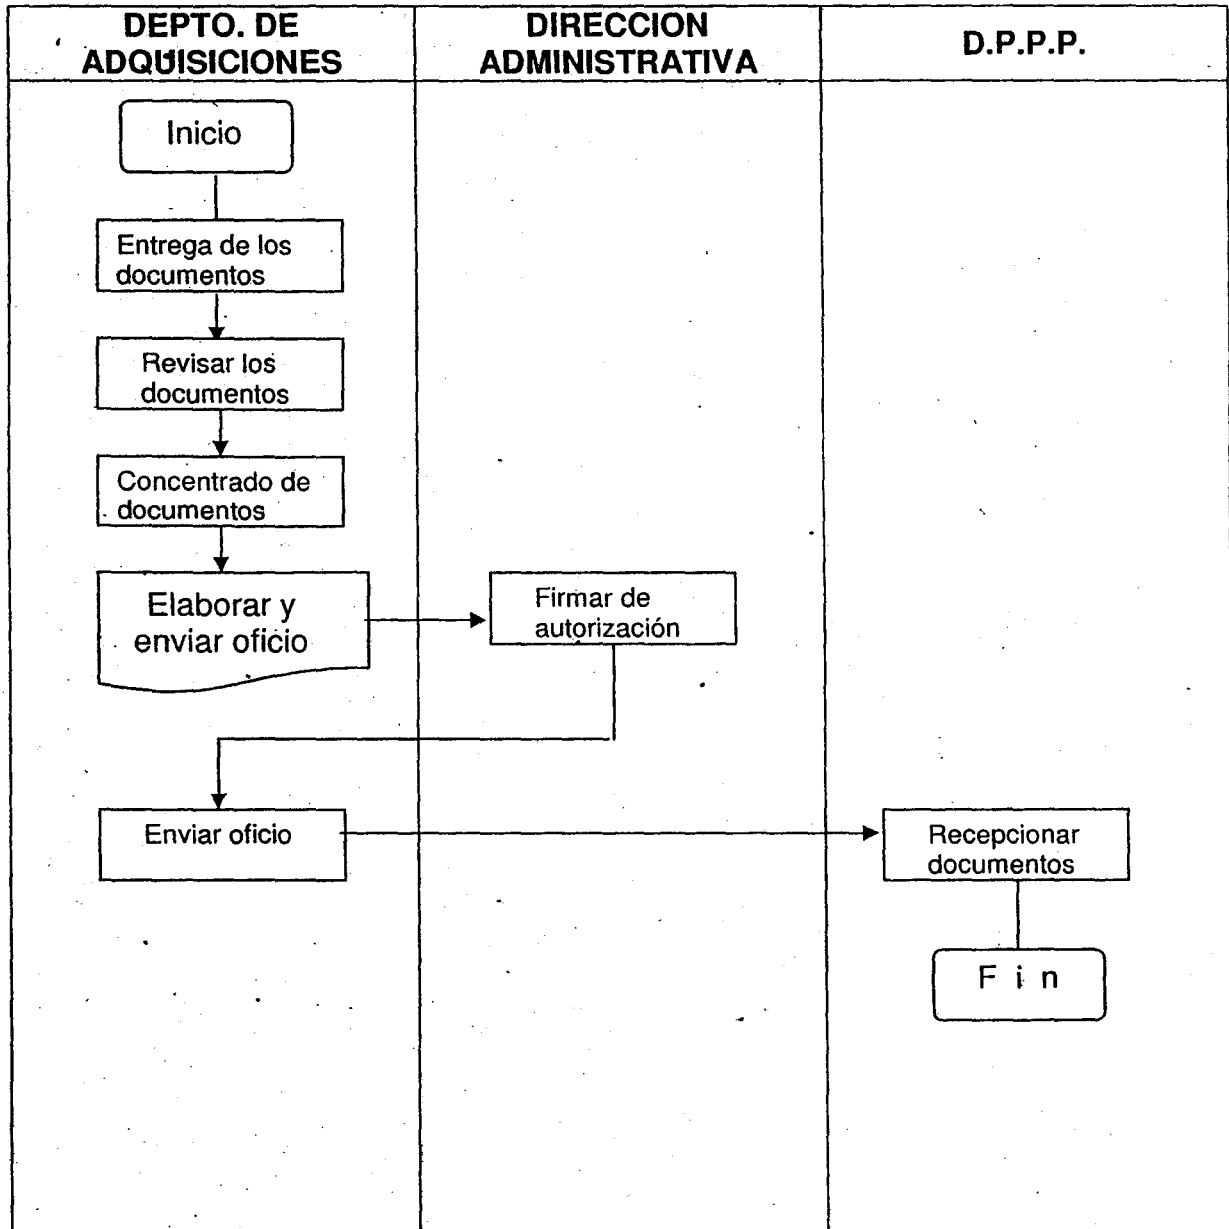 DEPTO. DE
ADQUISICIONES
DIRECCION
ADMINISTRATIVA
D.P.P.P.
Inicio
Entrega de los
documentos
Revisar los
documentos
Concentrado de
documentos
Elaborar y
enviar oficio
Firmar de
autorización
Enviar oficio
Recepcionar
documentos
F i n